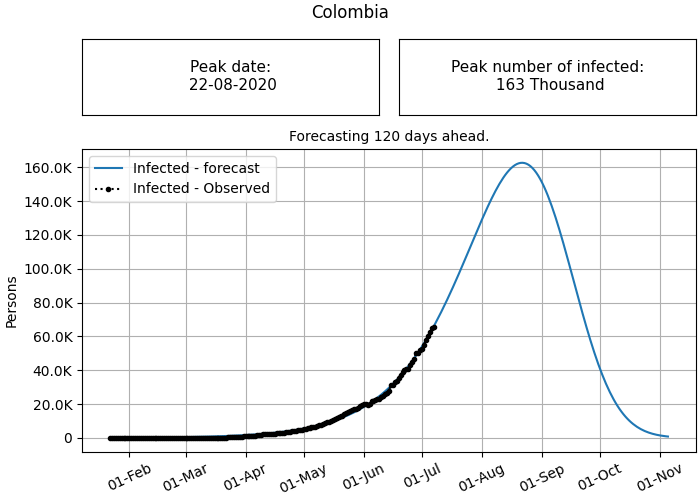 Colombia
Peak date:
22-08-2020
Peak number of infected:
163 Thousand
Forecasting 120 days ahead.
Infected - forecast
Infected - Observed
Persons
160.0K
140.0K
120.0K
100.0K
80.0K
60.0K
40.0K
20.0K
0
01-Feb
01-Mar
01-Apr
01-May
01-Jun
01-Jul
01-Aug
01-Sep
01-Oct
01-Nov